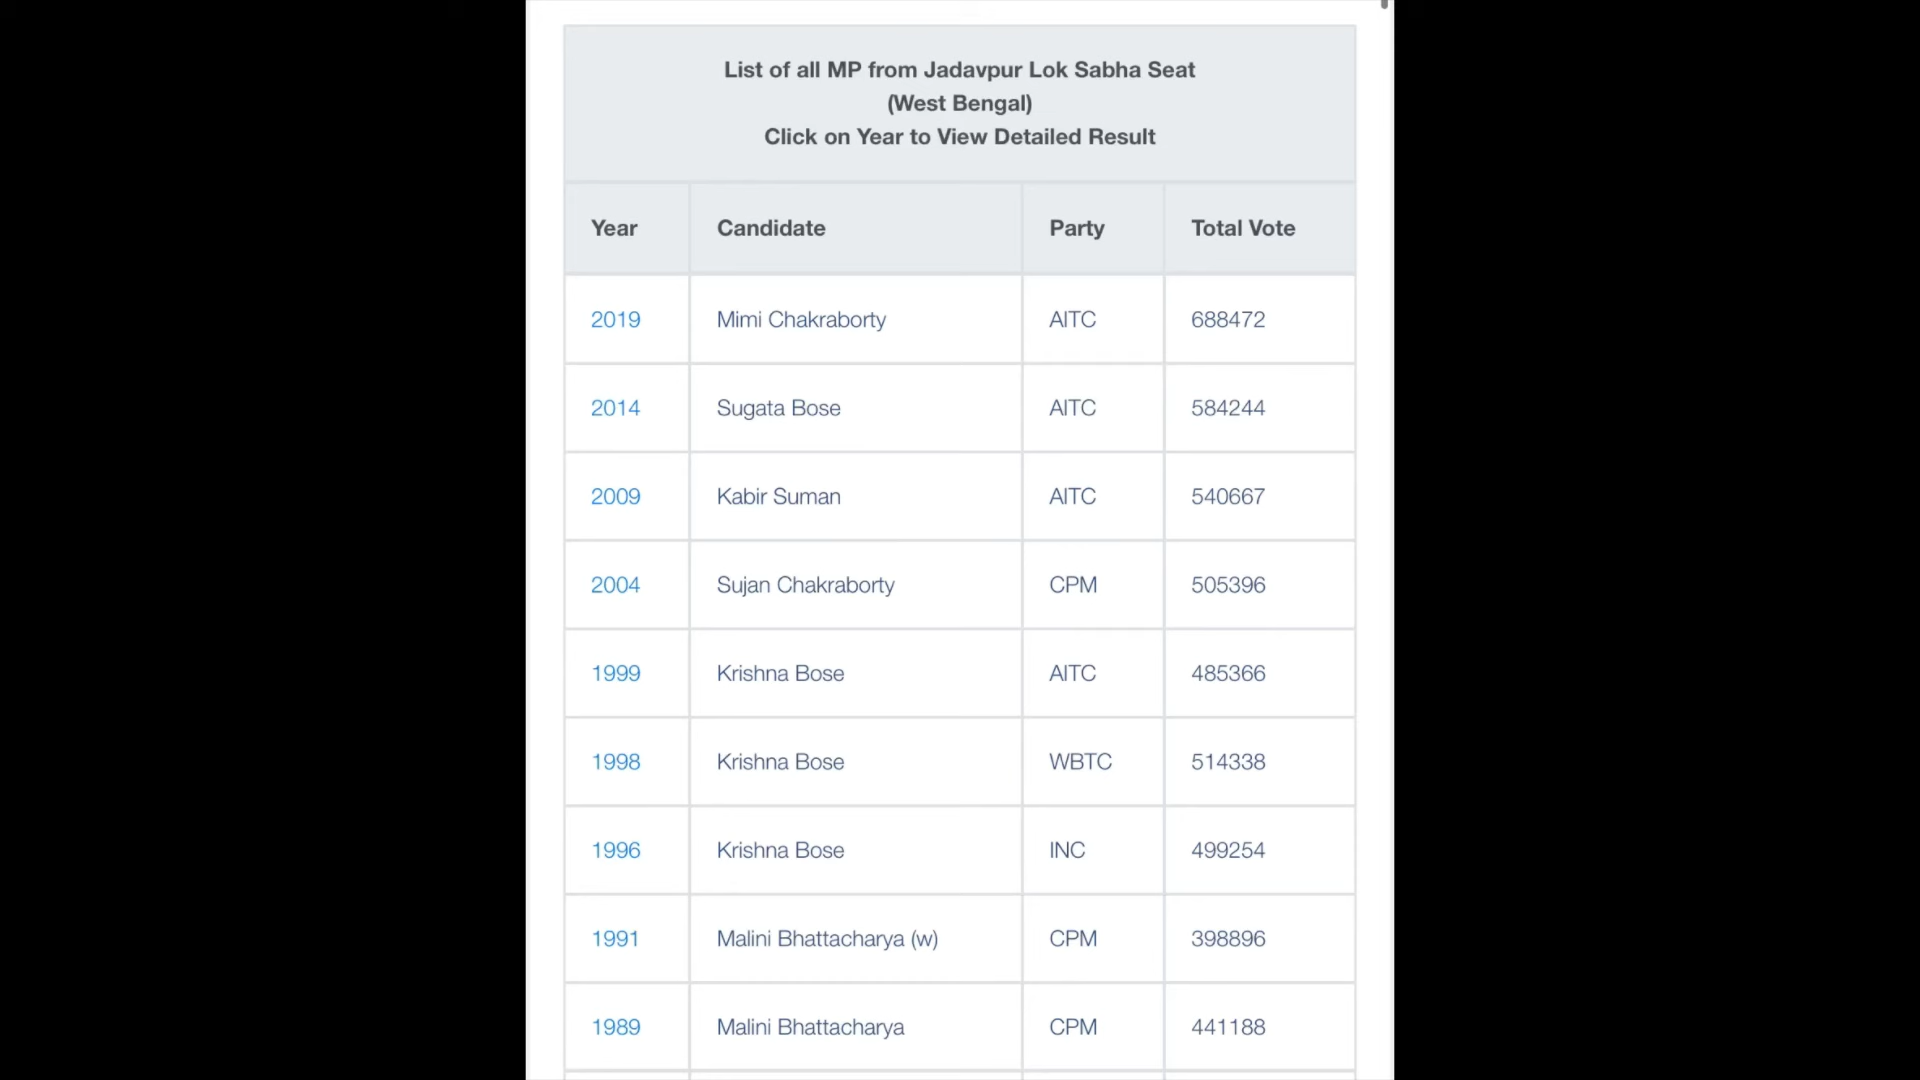 List of all MP from Jadavpur Lok Sabha Seat
(West Bengal)
Click on Year to View Detailed Result
Year Candidate Party Total Vote
2019 Mimi Chakraborty AITC 688472
2014 Sugata Bose AITC 584244
2009 Kabir Suman AITC 540667
2004 Sujan Chakraborty CPM 505396
1999 Krishna Bose AITC 485366
1998 Krishna Bose WBTC 514338
1996 Krishna Bose INC 499254
1991 Malini Bhattacharya (w) CPM 398896
1989 Malini Bhattacharya CPM 441188